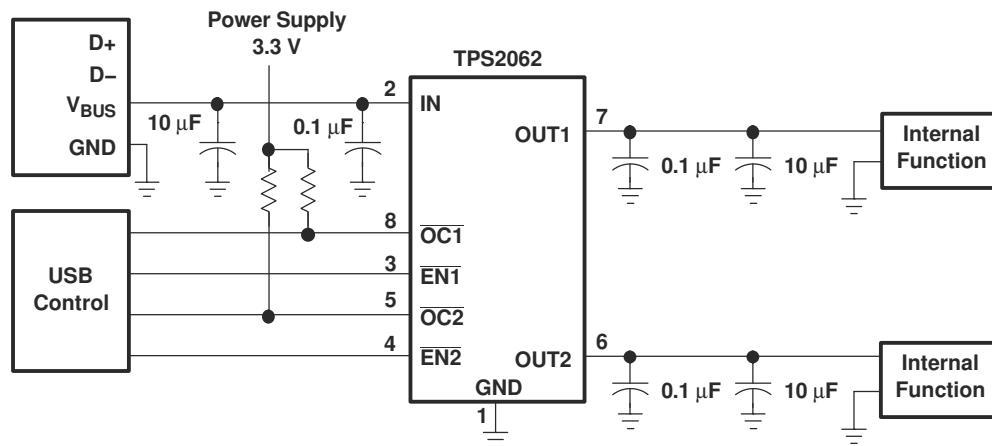 Power Supply
3.3 V
TPS2062
D+
D−
V_BUS
GND
10 µF
0.1 µF
2
IN
7
OUT1
0.1 µF
10 µF
Internal
Function
USB
Control
8
OC1
3
EN1
5
OC2
4
EN2
6
OUT2
GND
1
0.1 µF
10 µF
Internal
Function